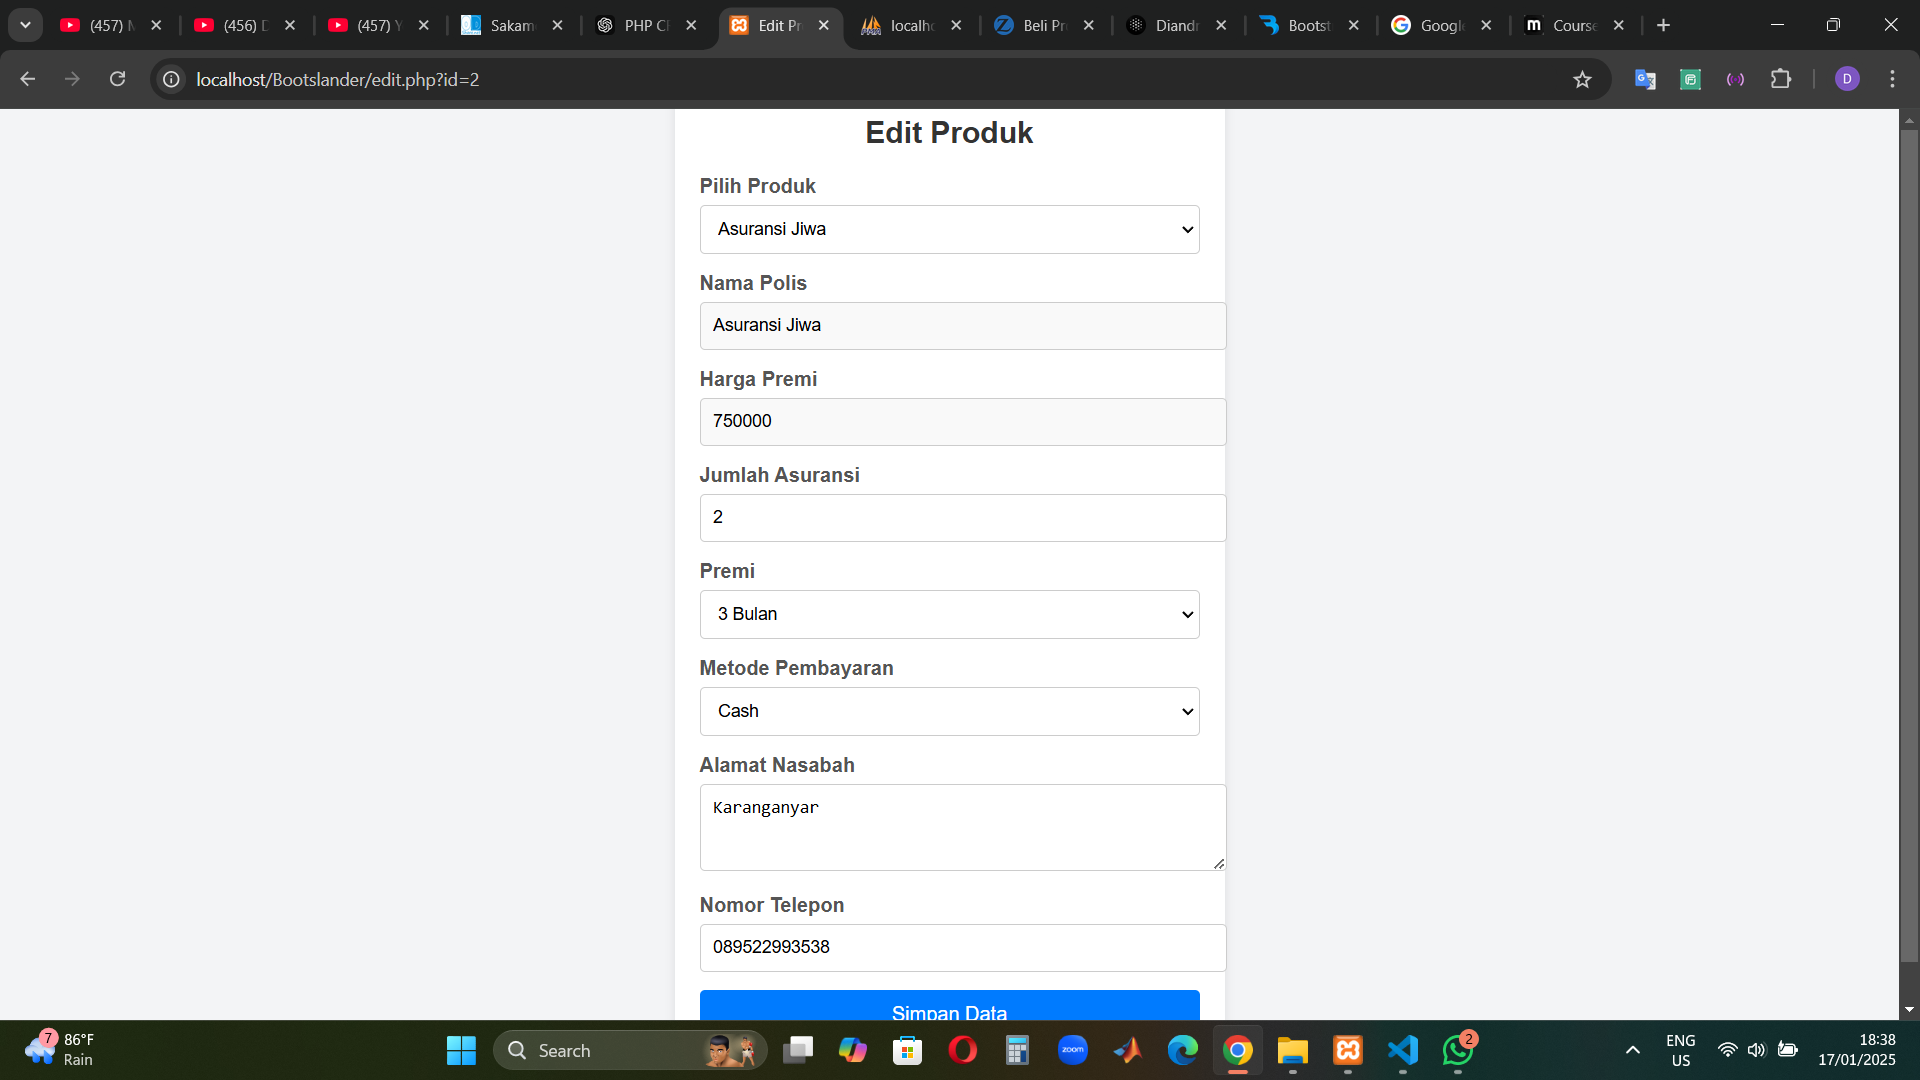 (457) M
(456) D
(457) Y
Sakam
PHP C
Edit Pr
localho
Beli Pr
Diandr
Bootst
Google
Course
localhost/Bootslander/edit.php?id=2
D
Edit Produk
Pilih Produk
Asuransi Jiwa
Nama Polis
Asuransi Jiwa
Harga Premi
750000
Jumlah Asuransi
2
Premi
3 Bulan
Metode Pembayaran
Cash
Alamat Nasabah
Karanganyar
Nomor Telepon
089522993538
Simpan Data
7
86°F
Rain
Search
zoom
2
ENG
US
18:38
17/01/2025